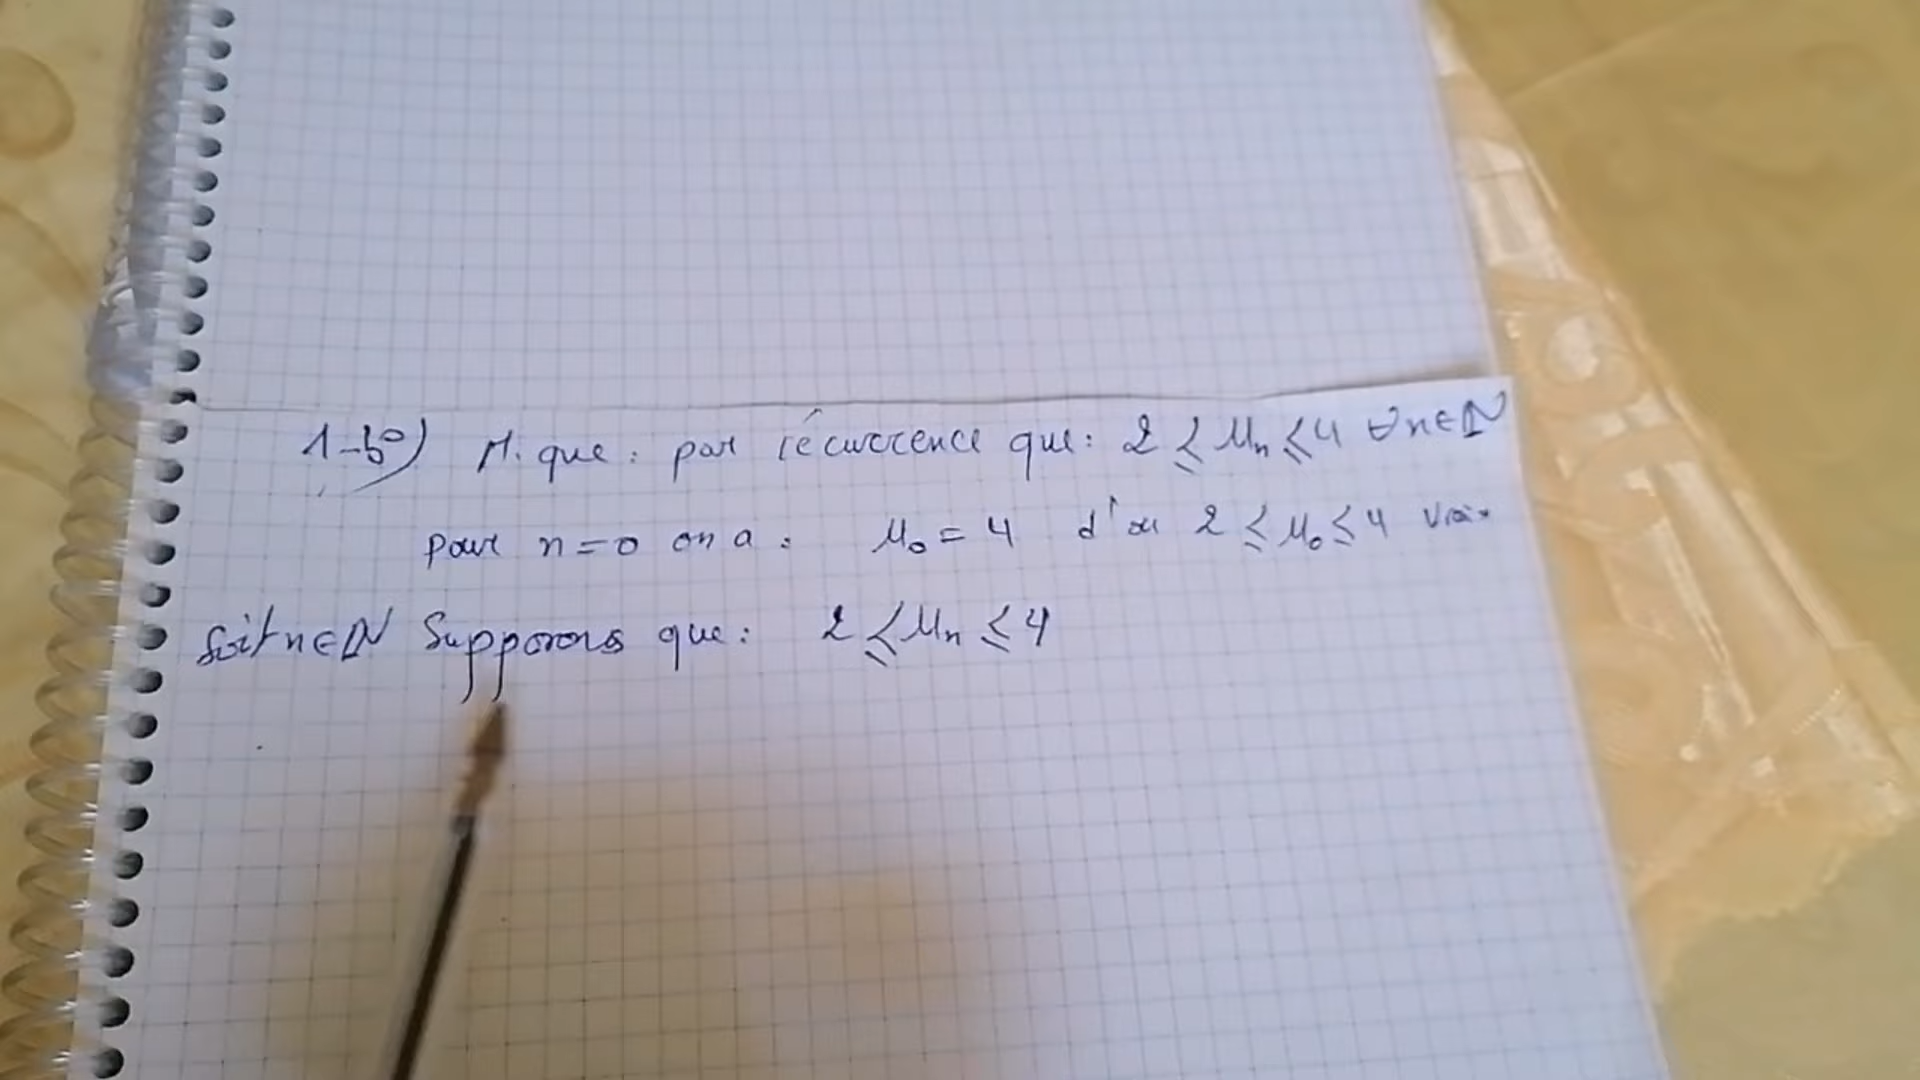 1-b°) M. que : par récurrence que : 2 ≤ Un ≤ 4 ∀n∈ℕ
pour n=0 on a : U₀ = 4 d'où 2 ≤ U₀ ≤ 4 vrai
Soit n∈ℕ Supposons que : 2 ≤ Un ≤ 4